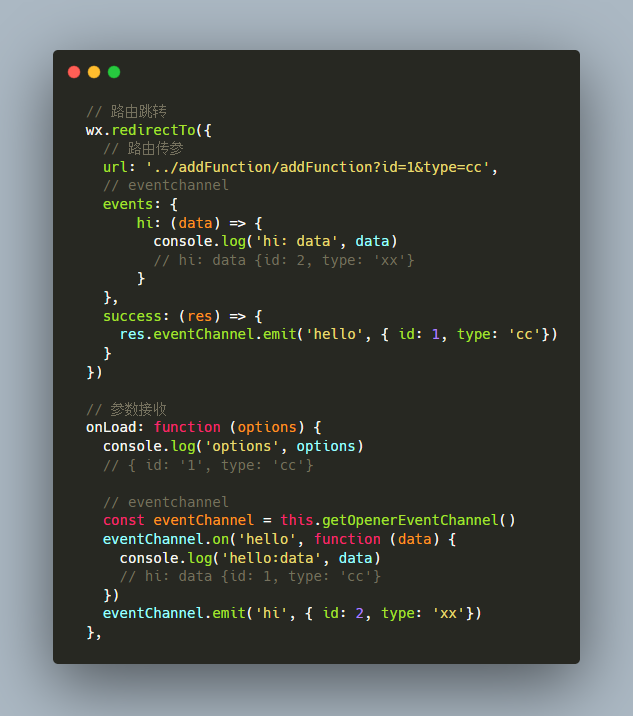 // 路由跳转
wx.redirectTo({
  // 路由传参
  url: '../addFunction/addFunction?id=1&type=cc',
  // eventchannel
  events: {
      hi: (data) => {
        console.log('hi: data', data)
        // hi: data {id: 2, type: 'xx'}
      }
  },
  success: (res) => {
    res.eventChannel.emit('hello', { id: 1, type: 'cc'})
  }
})

// 参数接收
onLoad: function (options) {
  console.log('options', options)
  // { id: '1', type: 'cc'}

  // eventchannel
  const eventChannel = this.getOpenerEventChannel()
  eventChannel.on('hello', function (data) {
    console.log('hello:data', data)
    // hi: data {id: 1, type: 'cc'}
  })
  eventChannel.emit('hi', { id: 2, type: 'xx'})
},